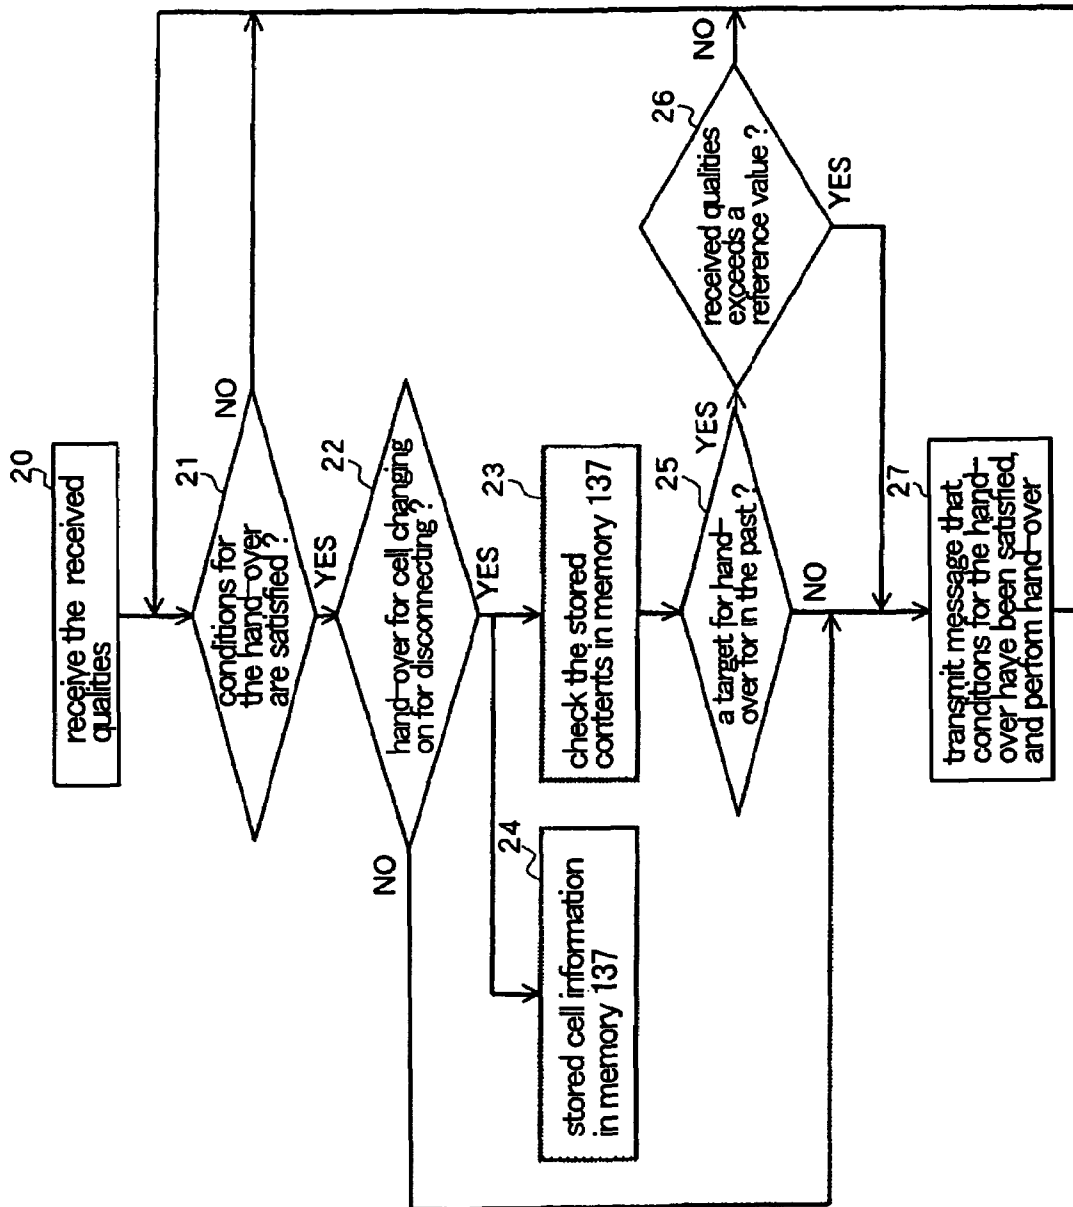 20
receive the received
qualities
21
conditions for
the hand-over
are satisfied ?
NO
YES
22
hand-over for cell changing
on for disconnecting ?
NO
YES
23
check the stored
contents in memory 137
24
stored cell information
in memory 137
25
a target for hand-
over for in the past ?
YES
NO
26
received qualities
exceeds a
reference value ?
NO
YES
27
transmit message that
conditions for the hand-
over have been satisfied,
and perfom hand-over